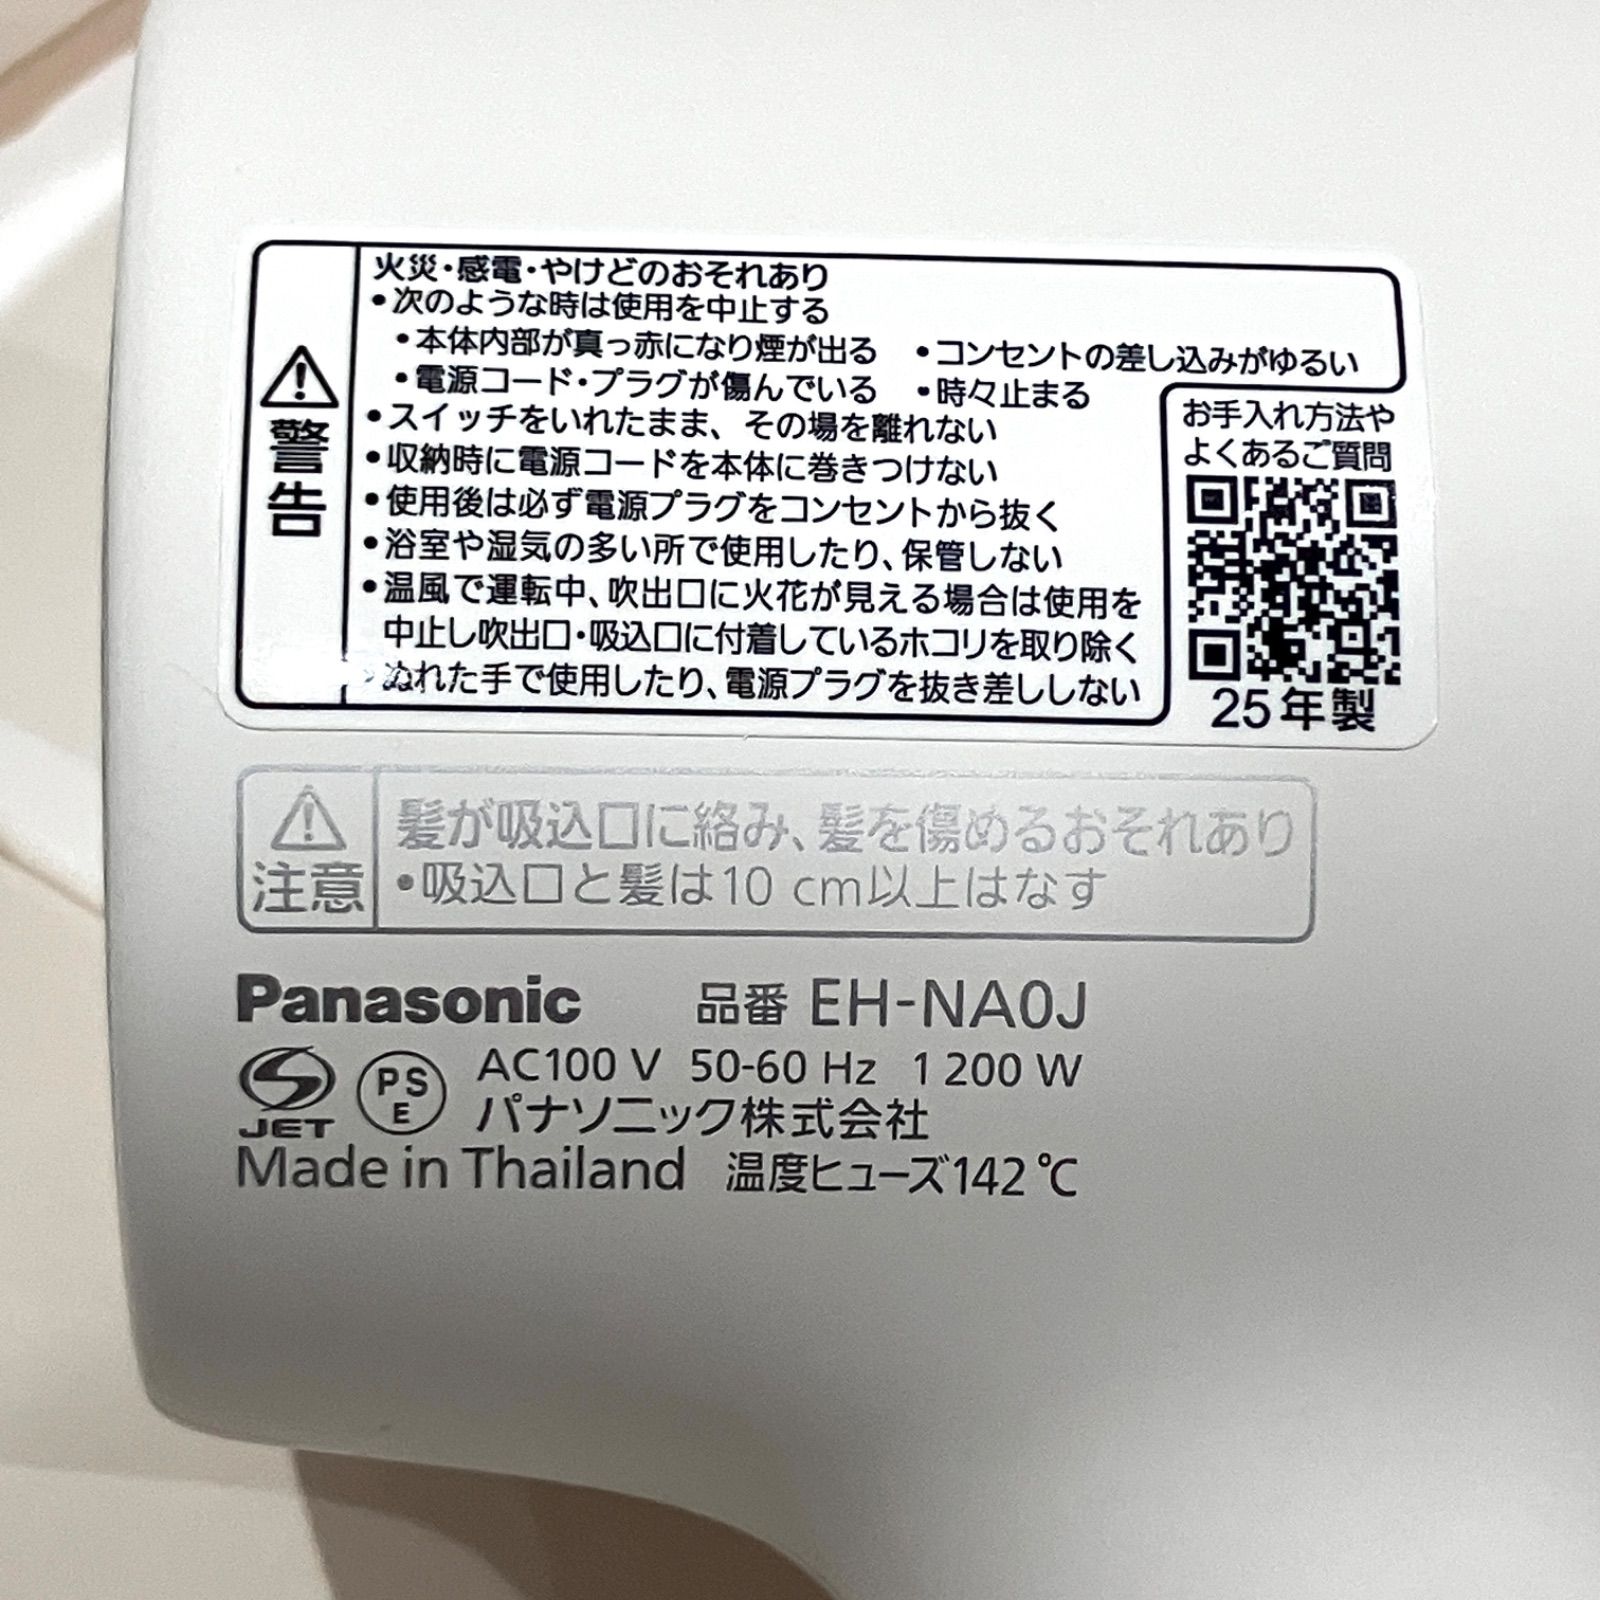 警告
火災・感電・やけどのおそれあり
•次のような時は使用を中止する
•本体内部が真っ赤になり煙が出る •コンセントの差し込みがゆるい
•電源コード・プラグが傷んでいる •時々止まる
•スイッチをいれたまま、その場を離れない
•収納時に電源コードを本体に巻きつけない
•使用後は必ず電源プラグをコンセントから抜く
•浴室や湿気の多い所で使用したり、保管しない
•温風で運転中、吹出口に火花が見える場合は使用を
中止し吹出口・吸込口に付着しているホコリを取り除く
•ぬれた手で使用したり、電源プラグを抜き差ししない
お手入れ方法や
よくあるご質問
25年製
注意
髪が吸込口に絡み、髪を傷めるおそれあり
•吸込口と髪は10 cm以上はなす
Panasonic 品番 EH-NA0J
JET PSE AC100 V 50-60 Hz 1 200 W
パナソニック株式会社
Made in Thailand 温度ヒューズ142℃